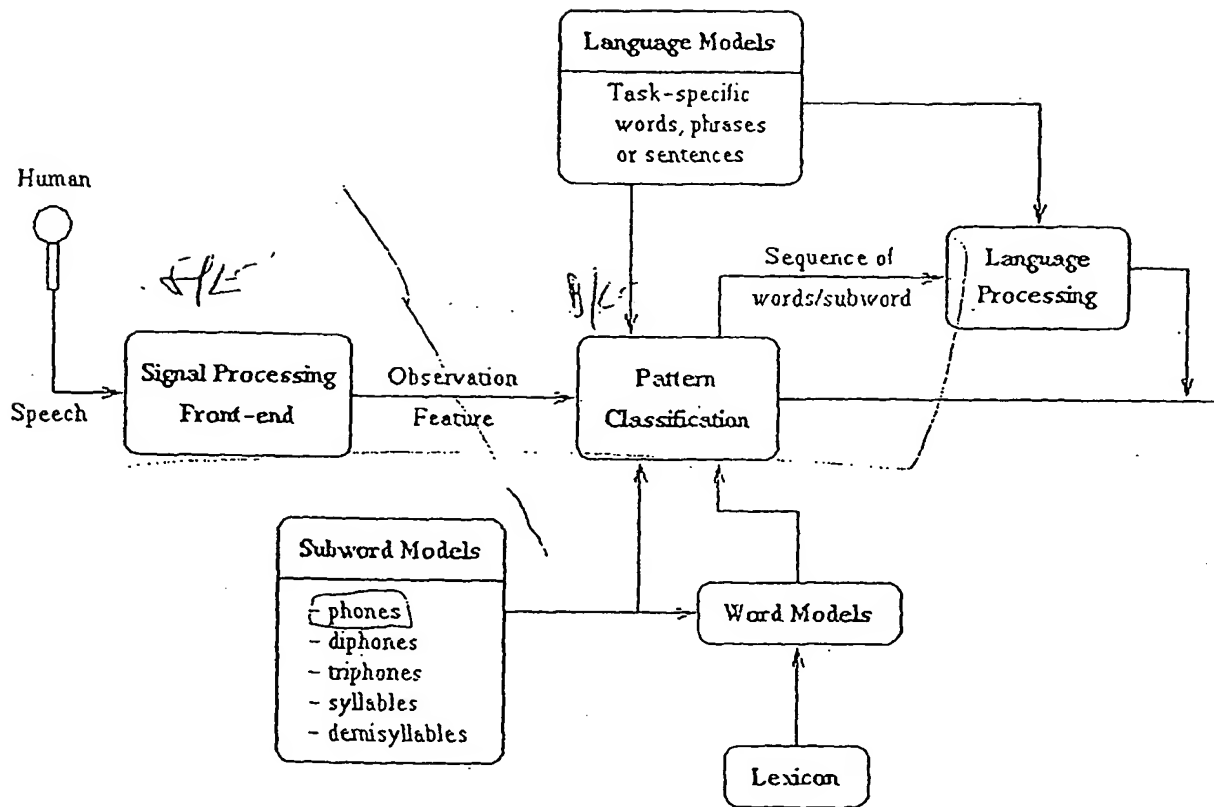 Language Models
Task-specific
words, phrases
or sentences
Human
F/E
B/E
Sequence of
words/subword
Language
Processing
Signal Processing
Front-end
Observation
Feature
Pattern
Classification
Speech
Subword Models
- phones
- diphones
- triphones
- syllables
- demisyllables
Word Models
Lexicon